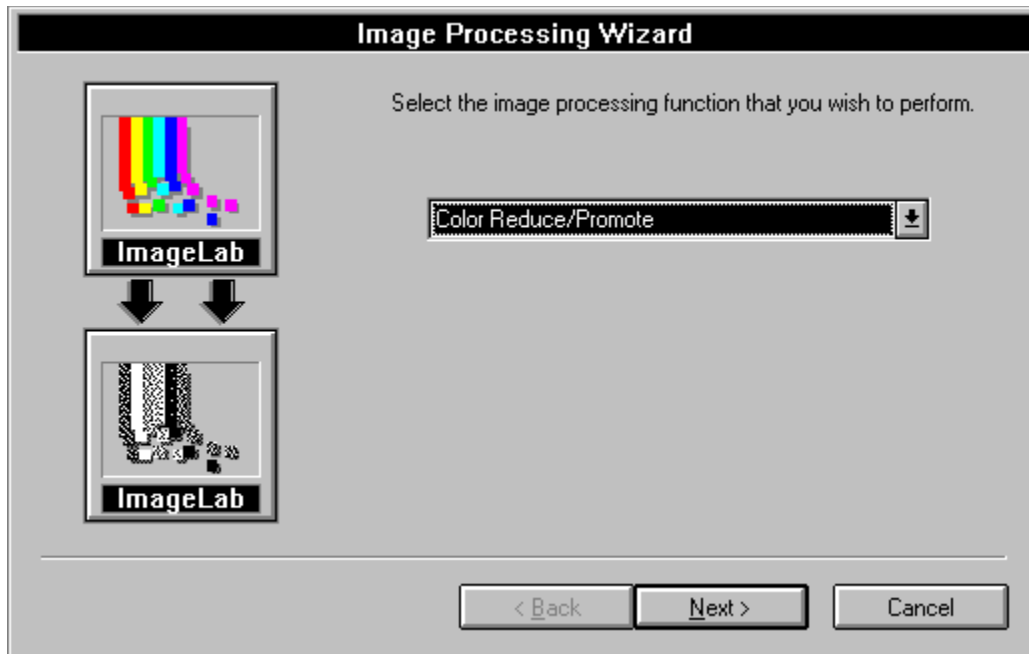 Image Processing Wizard
Select the image processing function that you wish to perform.
Color Reduce/Promote
ImageLab
ImageLab
< Back
Next >
Cancel